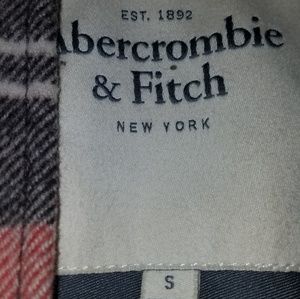 EST. 1892
Abercrombie
& Fitch
NEW YORK
S